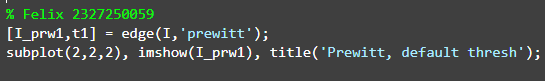 % Felix 2327250059
[I_prw1,t1] = edge(I,'prewitt');
subplot(2,2,2), imshow(I_prw1), title('Prewitt, default thresh');